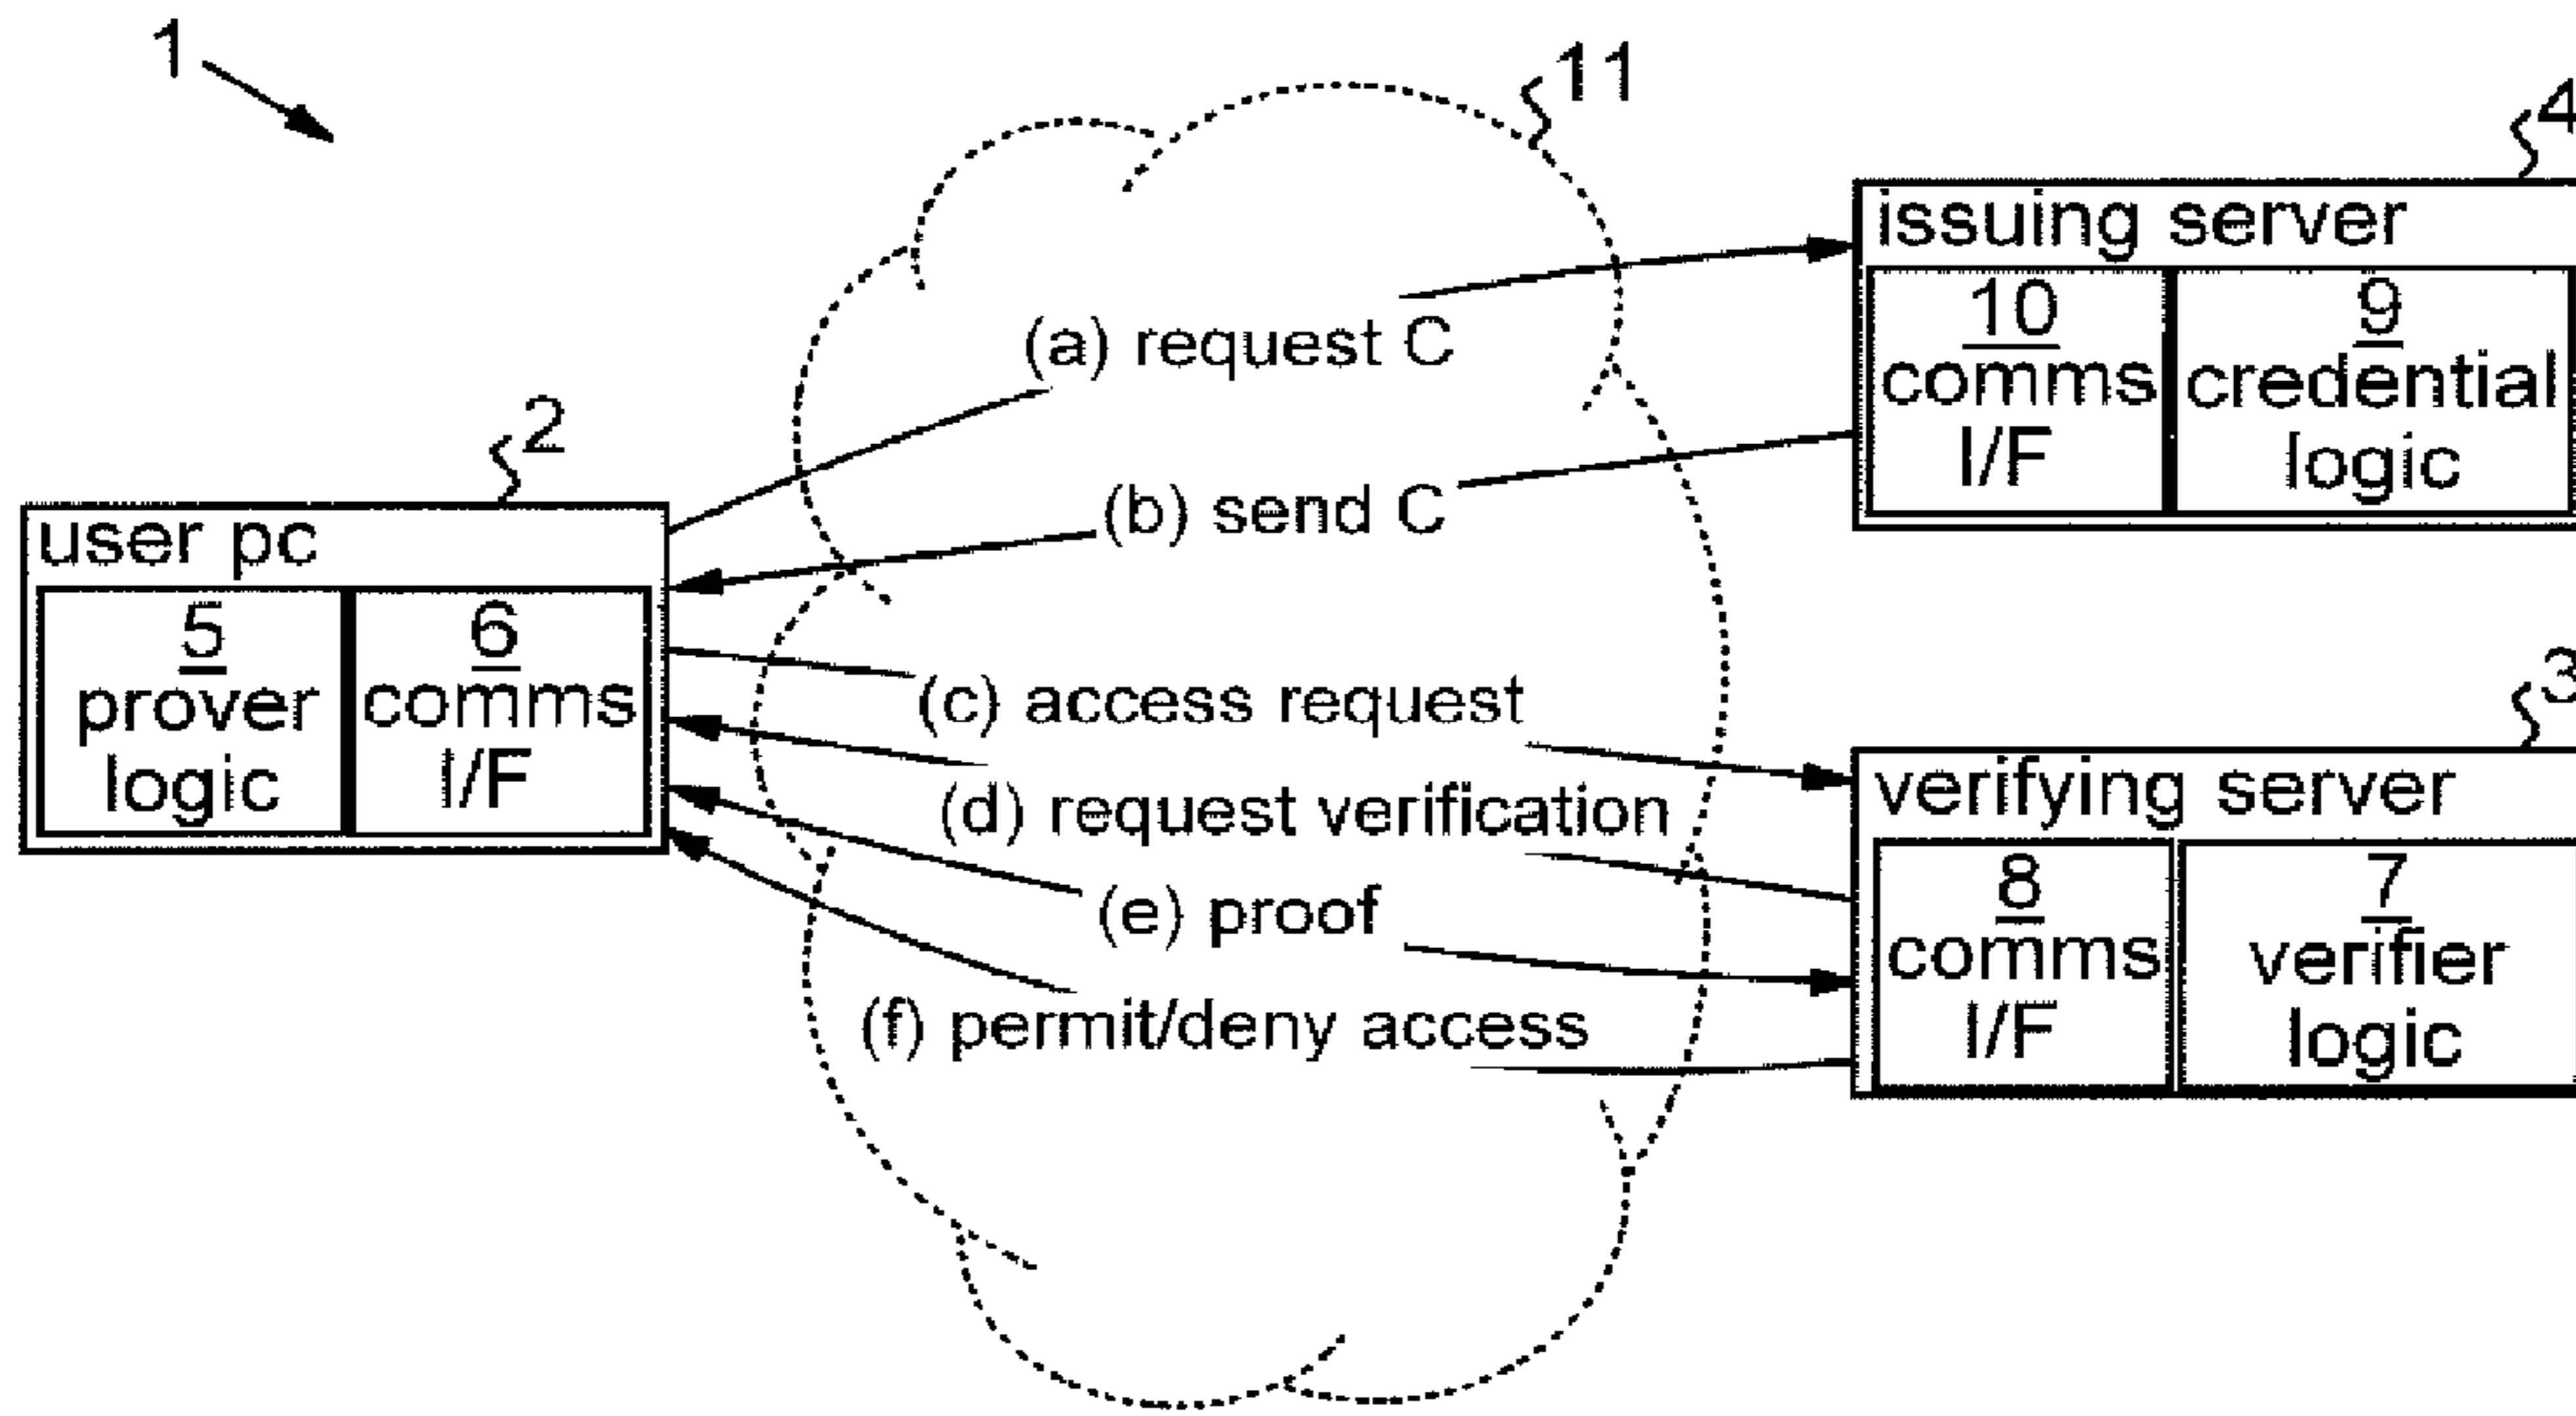 1
11
4
issuing server
10
comms
I/F
9
credential
logic
(a) request C
(b) send C
2
user pc
5
prover
logic
6
comms
I/F
(c) access request
(d) request verification
(e) proof
(f) permit/deny access
3
verifying server
8
comms
I/F
7
verifier
logic